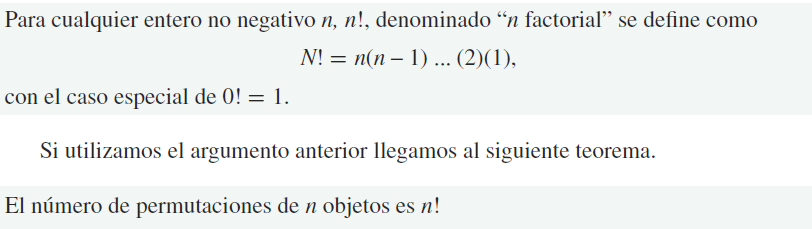 Para cualquier entero no negativo n, n!, denominado “n factorial” se define como
N! = n(n – 1) ... (2)(1),
con el caso especial de 0! = 1.
Si utilizamos el argumento anterior llegamos al siguiente teorema.
El número de permutaciones de n objetos es n!